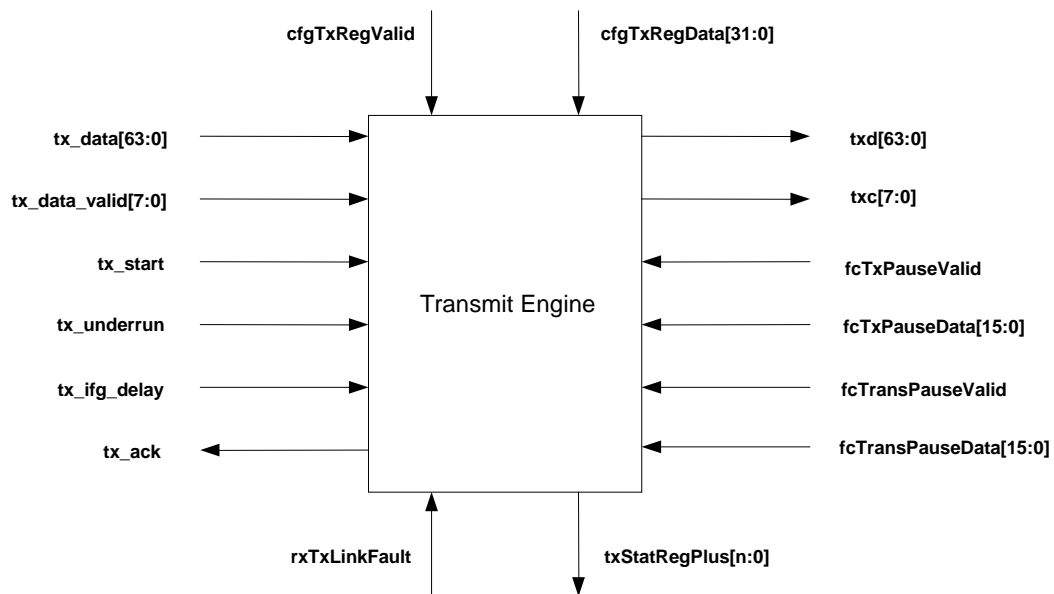 cfgTxRegValid
cfgTxRegData[31:0]
tx_data[63:0]
txd[63:0]
tx_data_valid[7:0]
txc[7:0]
tx_start
fcTxPauseValid
Transmit Engine
tx_underrun
fcTxPauseData[15:0]
tx_ifg_delay
fcTransPauseValid
tx_ack
fcTransPauseData[15:0]
rxTxLinkFault
txStatRegPlus[n:0]